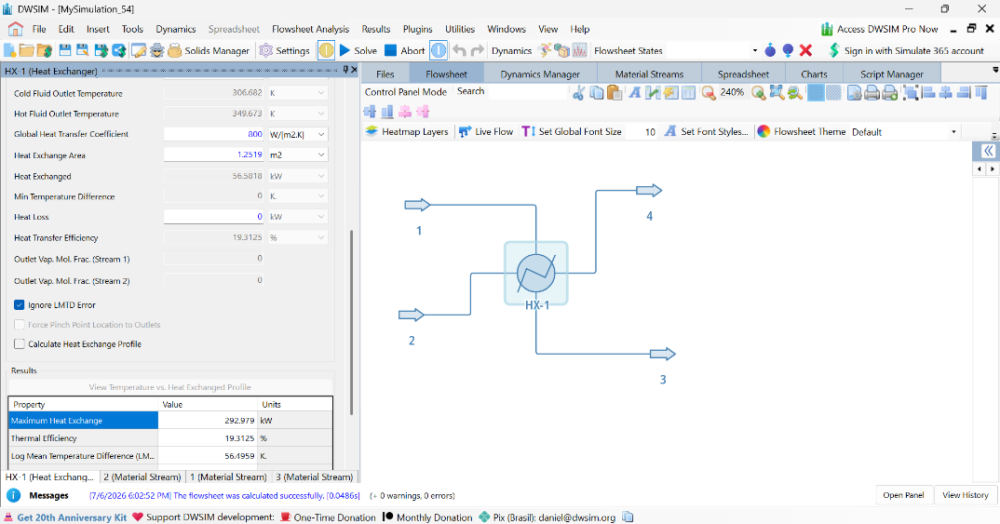 DWSIM - [MySimulation_54]
File Edit Insert Tools Dynamics Spreadsheet Flowsheet Analysis Results Plugins Utilities Windows View Help Access DWSIM Pro Now
Solids Manager Settings Solve Abort Dynamics Flowsheet States Sign in with Simulate 365 account
HX-1 (Heat Exchanger)
Files Flowsheet Dynamics Manager Material Streams Spreadsheet Charts Script Manager
Control Panel Mode Search 240%
Heatmap Layers Live Flow Set Global Font Size 10 Set Font Styles... Flowsheet Theme Default
Cold Fluid Outlet Temperature 306.682 K
Hot Fluid Outlet Temperature 349.673 K
Global Heat Transfer Coefficient 800 W/[m2.K]
Heat Exchange Area 1.2519 m2
Heat Exchanged 56.5818 kW
Min Temperature Difference 0 K.
Heat Loss 0 kW
Heat Transfer Efficiency 19.3125 %
Outlet Vap. Mol. Frac. (Stream 1) 0
Outlet Vap. Mol. Frac. (Stream 2) 0
Ignore LMTD Error
Force Pinch Point Location to Outlets
Calculate Heat Exchange Profile
Results
View Temperature vs. Heat Exchanged Profile
Property Value Units
Maximum Heat Exchange 292.979 kW
Thermal Efficiency 19.3125 %
Log Mean Temperature Difference (LM... 56.4959 K.
HX-1 (Heat Exchang... 2 (Material Stream) 1 (Material Stream) 3 (Material Stream)
1
4
HX-1
2
3
Messages [7/6/2026 6:02:52 PM] The flowsheet was calculated successfully. [0.0486s] (+ 0 warnings, 0 errors) Open Panel View History
Get 20th Anniversary Kit Support DWSIM development: One-Time Donation Monthly Donation Pix (Brasil): daniel@dwsim.org